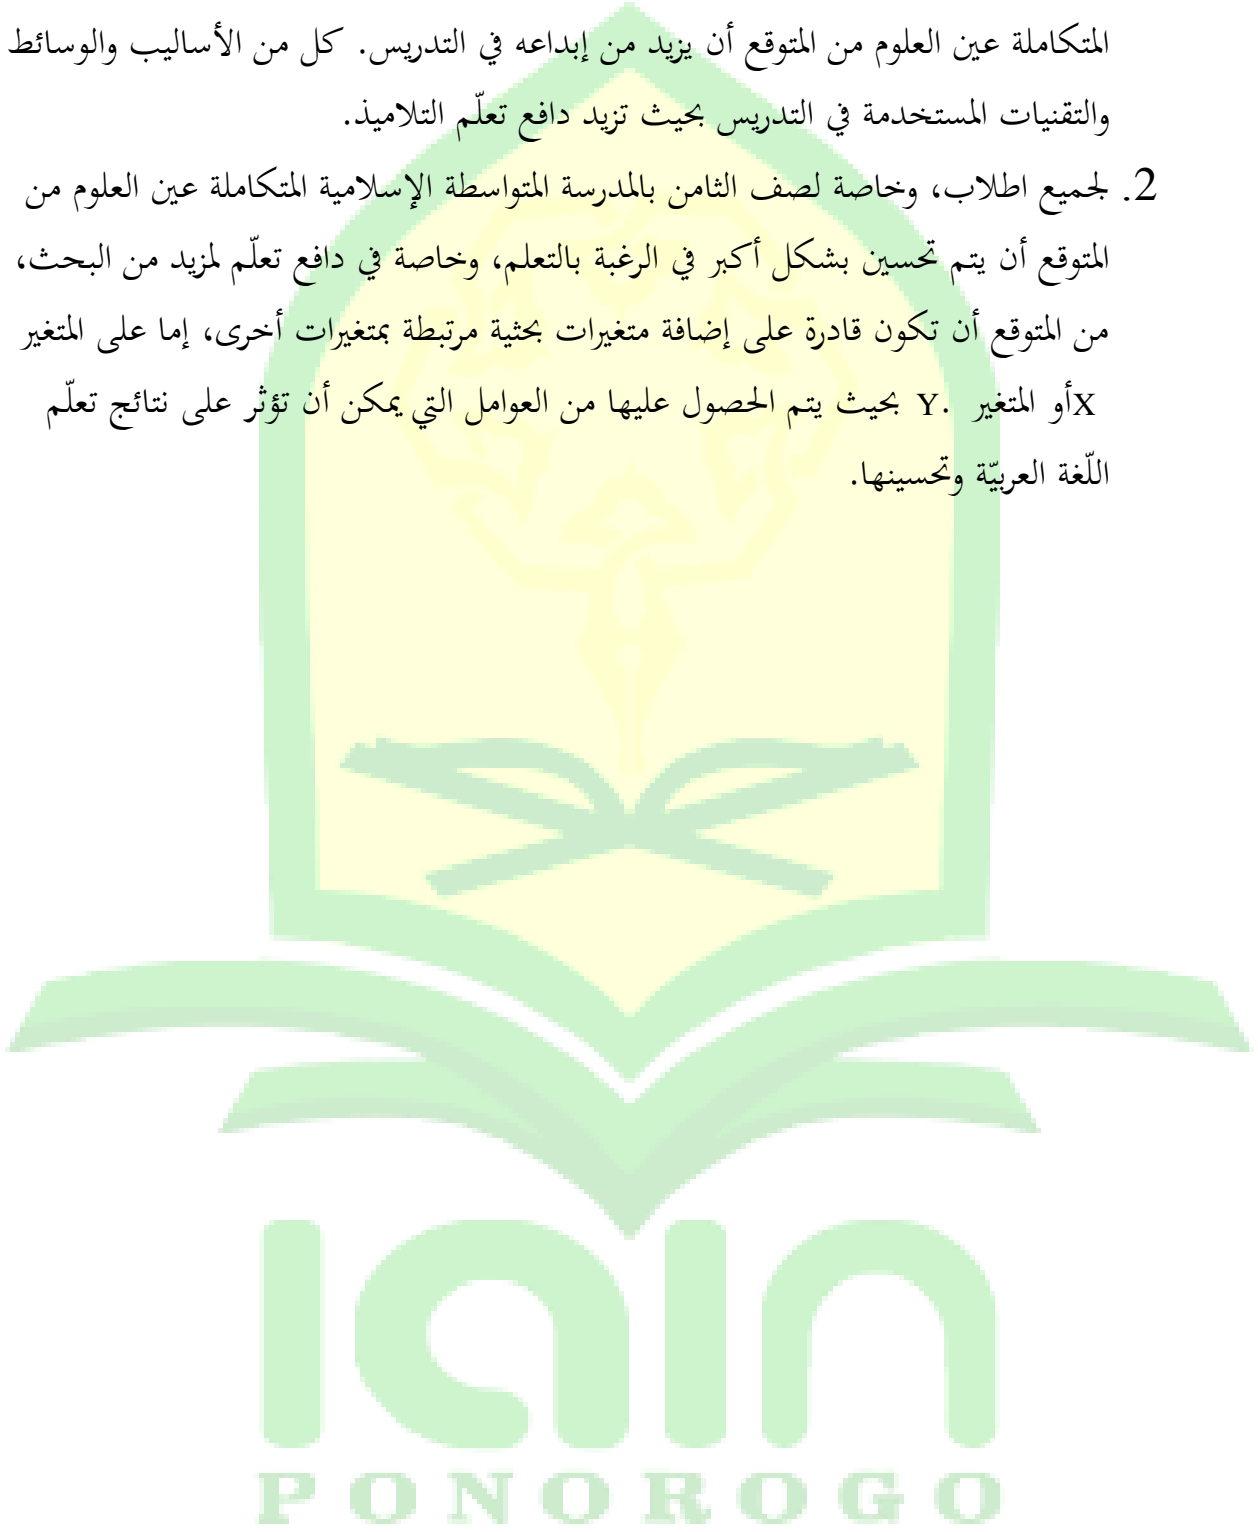 المتكاملة عين العلوم من المتوقع أن يزيد من إبداعه في التدريس. كل من الأساليب والوسائط
والتقنيات المستخدمة في التدريس بحيث تزيد دافع تعلّم التلاميذ.
2. لجميع اطلاب، وخاصة لصف الثامن بالمدرسة المتواسطة الإسلامية المتكاملة عين العلوم من
المتوقع أن يتم تحسين بشكل أكبر في الرغبة بالتعلم، وخاصة في دافع تعلّم لمزيد من البحث،
من المتوقع أن تكون قادرة على إضافة متغيرات بحثية مرتبطة بمتغيرات أخرى، إما على المتغير
Xأو المتغير .Y بحيث يتم الحصول عليها من العوامل التي يمكن أن تؤثّر على نتائج تعلّم
اللّغة العربيّة وتحسينها.
iain
PONOROGO